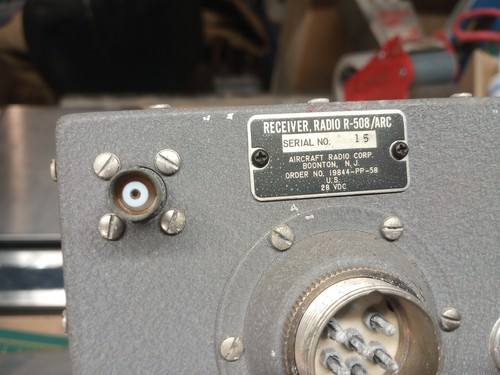 RECEIVER, RADIO R-508/ARC
SERIAL NO. 15
AIRCRAFT RADIO CORP.
BOONTON, N.J.
ORDER NO. 19844-PP-58
U.S.
28 VDC